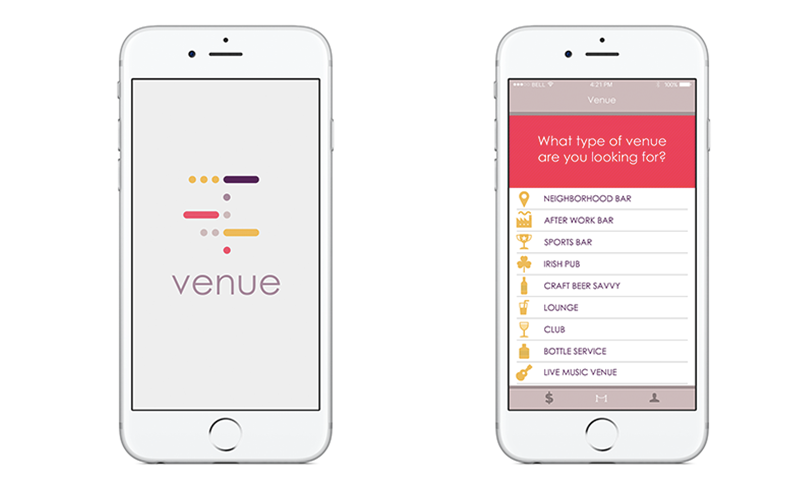 venue
BELL 4:21 PM 100%
Venue
What type of venue
are you looking for?
NEIGHBORHOOD BAR
AFTER WORK BAR
SPORTS BAR
IRISH PUB
CRAFT BEER SAVVY
LOUNGE
CLUB
BOTTLE SERVICE
LIVE MUSIC VENUE
$